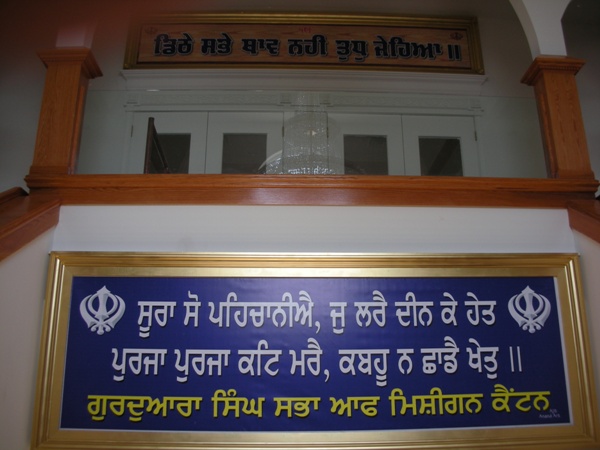 ਡਿਠੇ ਸਭੇ ਥਾਵ ਨਹੀ ਤੁਧੁ ਜੇਹਿਆ ॥
ਸੂਰਾ ਸੋ ਪਹਿਚਾਨੀਐ, ਜੁ ਲਰੈ ਦੀਨ ਕੇ ਹੇਤ
ਪੁਰਜਾ ਪੁਰਜਾ ਕਟਿ ਮਰੈ, ਕਬਹੂ ਨ ਛਾਡੈ ਖੇਤੁ ॥
ਗੁਰਦੁਆਰਾ ਸਿੰਘ ਸਭਾ ਆਫ ਮਿਸ਼ੀਗਨ ਕੈਂਟਨ